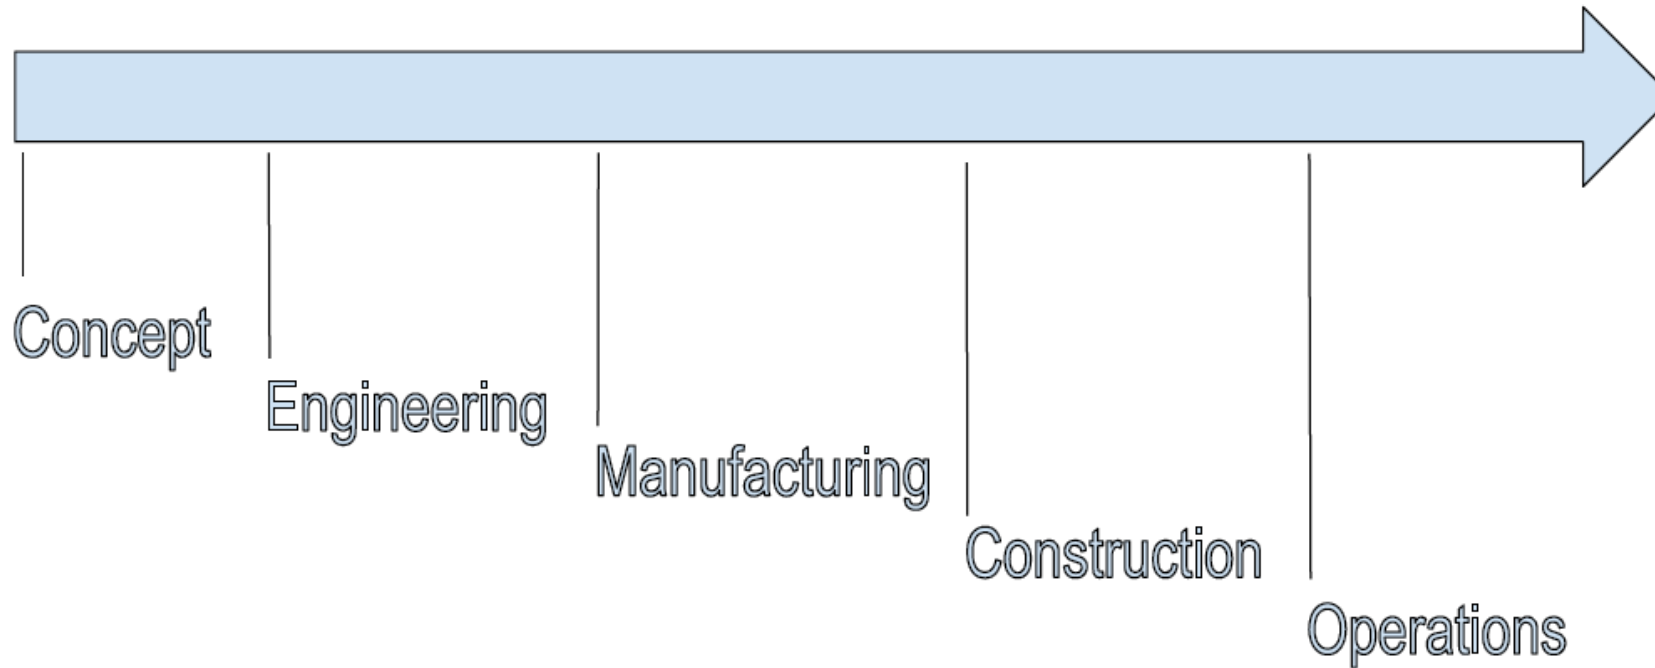 Concept
Engineering
Manufacturing
Construction
Operations